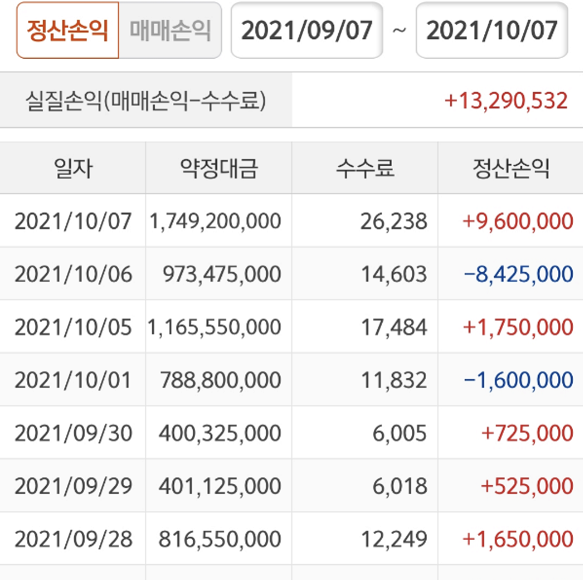 정산손익 매매손익 2021/09/07 ~ 2021/10/07
실질손익(매매손익-수수료) +13,290,532
일자 약정대금 수수료 정산손익
2021/10/07 1,749,200,000 26,238 +9,600,000
2021/10/06 973,475,000 14,603 -8,425,000
2021/10/05 1,165,550,000 17,484 +1,750,000
2021/10/01 788,800,000 11,832 -1,600,000
2021/09/30 400,325,000 6,005 +725,000
2021/09/29 401,125,000 6,018 +525,000
2021/09/28 816,550,000 12,249 +1,650,000